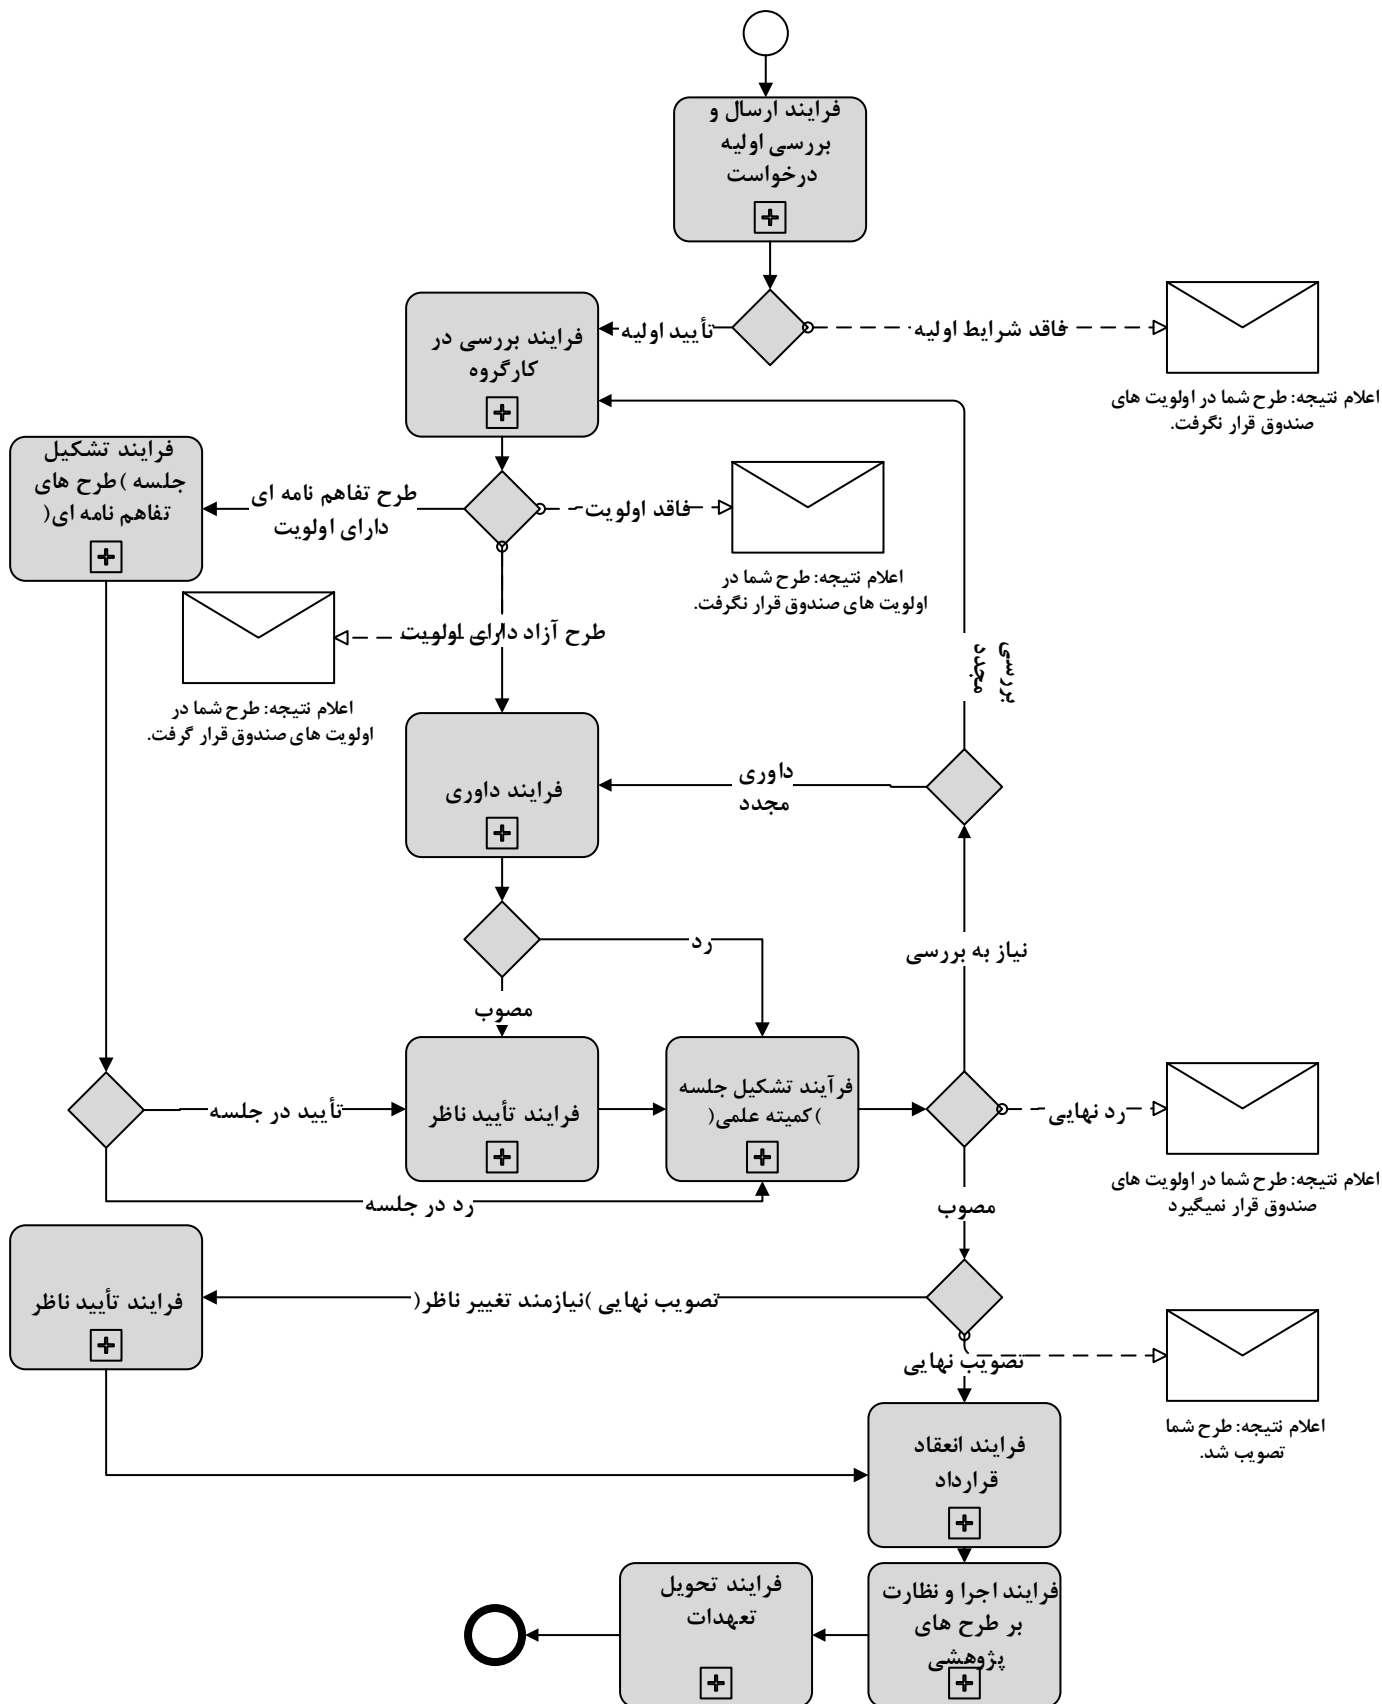 فرایند ارسال و
بررسی اولیه
درخواست
تأیید اولیه
فاقد شرایط اولیه
اعلام نتیجه: طرح شما در اولویت های
صندوق قرار نگرفت.
فرایند بررسی در
کارگروه
فرایند تشکیل
جلسه )طرح های
تفاهم نامه ای(
طرح تفاهم نامه ای
دارای اولویت
فاقد اولویت
اعلام نتیجه: طرح شما در
اولویت های صندوق قرار نگرفت.
طرح آزاد دارای اولویت
اعلام نتیجه: طرح شما در
اولویت های صندوق قرار گرفت.
بررسی
مجدد
فرایند داوری
داوری
مجدد
رد
نیاز به بررسی
مصوب
تأیید در جلسه
فرایند تأیید ناظر
فرآیند تشکیل جلسه
)کمیته علمی(
رد نهایی
اعلام نتیجه: طرح شما در اولویت های
صندوق قرار نمیگیرد
رد در جلسه
مصوب
فرایند تأیید ناظر
تصویب نهایی )نیازمند تغییر ناظر(
تصویب نهایی
اعلام نتیجه: طرح شما
تصویب شد.
فرایند انعقاد
قرارداد
فرایند اجرا و نظارت
بر طرح های
پژوهشی
فرایند تحویل
تعهدات